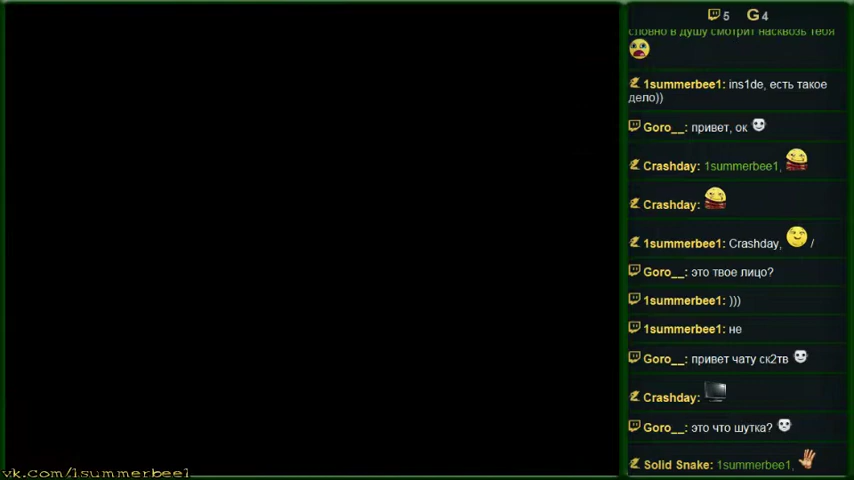 5 G 4
словно в душу смотрит насквозь тебя
1summerbee1: ins1de, есть такое
дело))
Goro__: привет, ок
Crashday: 1summerbee1,
Crashday:
1summerbee1: Crashday, /
Goro__: это твое лицо?
1summerbee1: )))
1summerbee1: не
Goro__: привет чату ск2тв
Crashday:
Goro__: это что шутка?
Solid Snake: 1summerbee1,
vk.com/1summerbee1